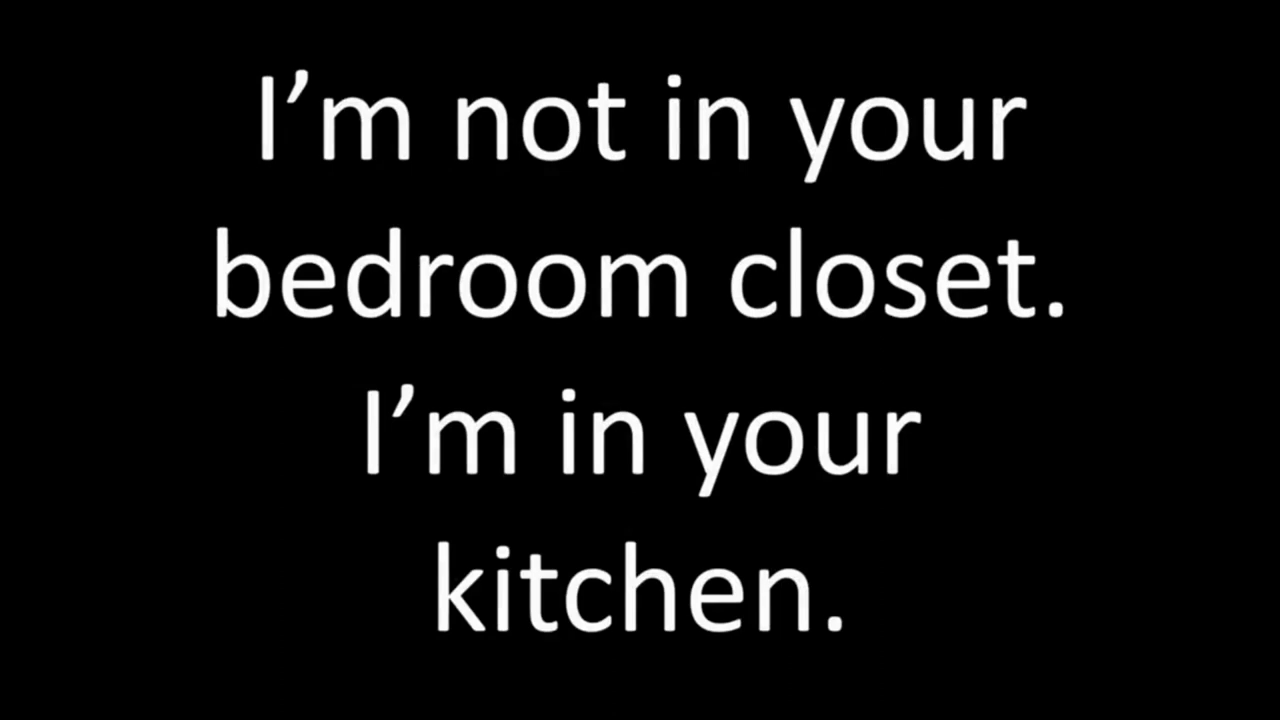 I’m not in your
bedroom closet.
I’m in your
kitchen.